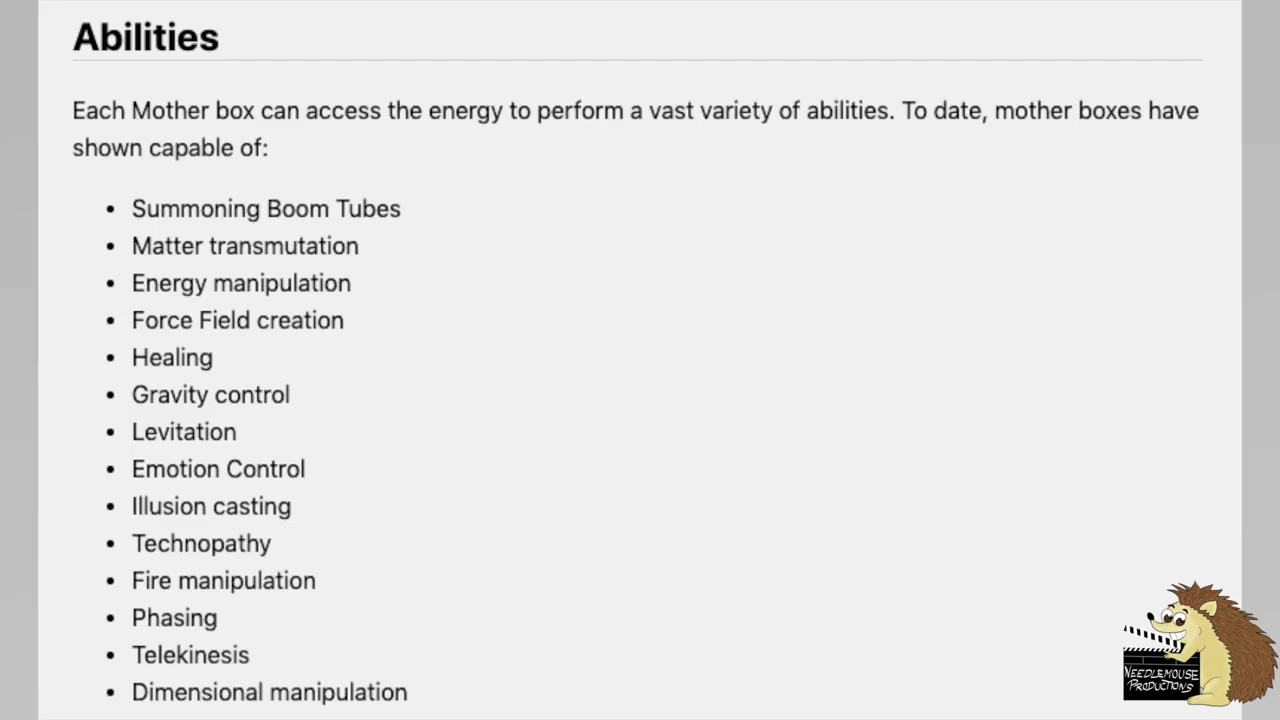 Abilities
Each Mother box can access the energy to perform a vast variety of abilities. To date, mother boxes have
shown capable of:
• Summoning Boom Tubes
• Matter transmutation
• Energy manipulation
• Force Field creation
• Healing
• Gravity control
• Levitation
• Emotion Control
• Illusion casting
• Technopathy
• Fire manipulation
• Phasing
• Telekinesis
• Dimensional manipulation
NEEDLEMOUSE
PRODUCTIONS